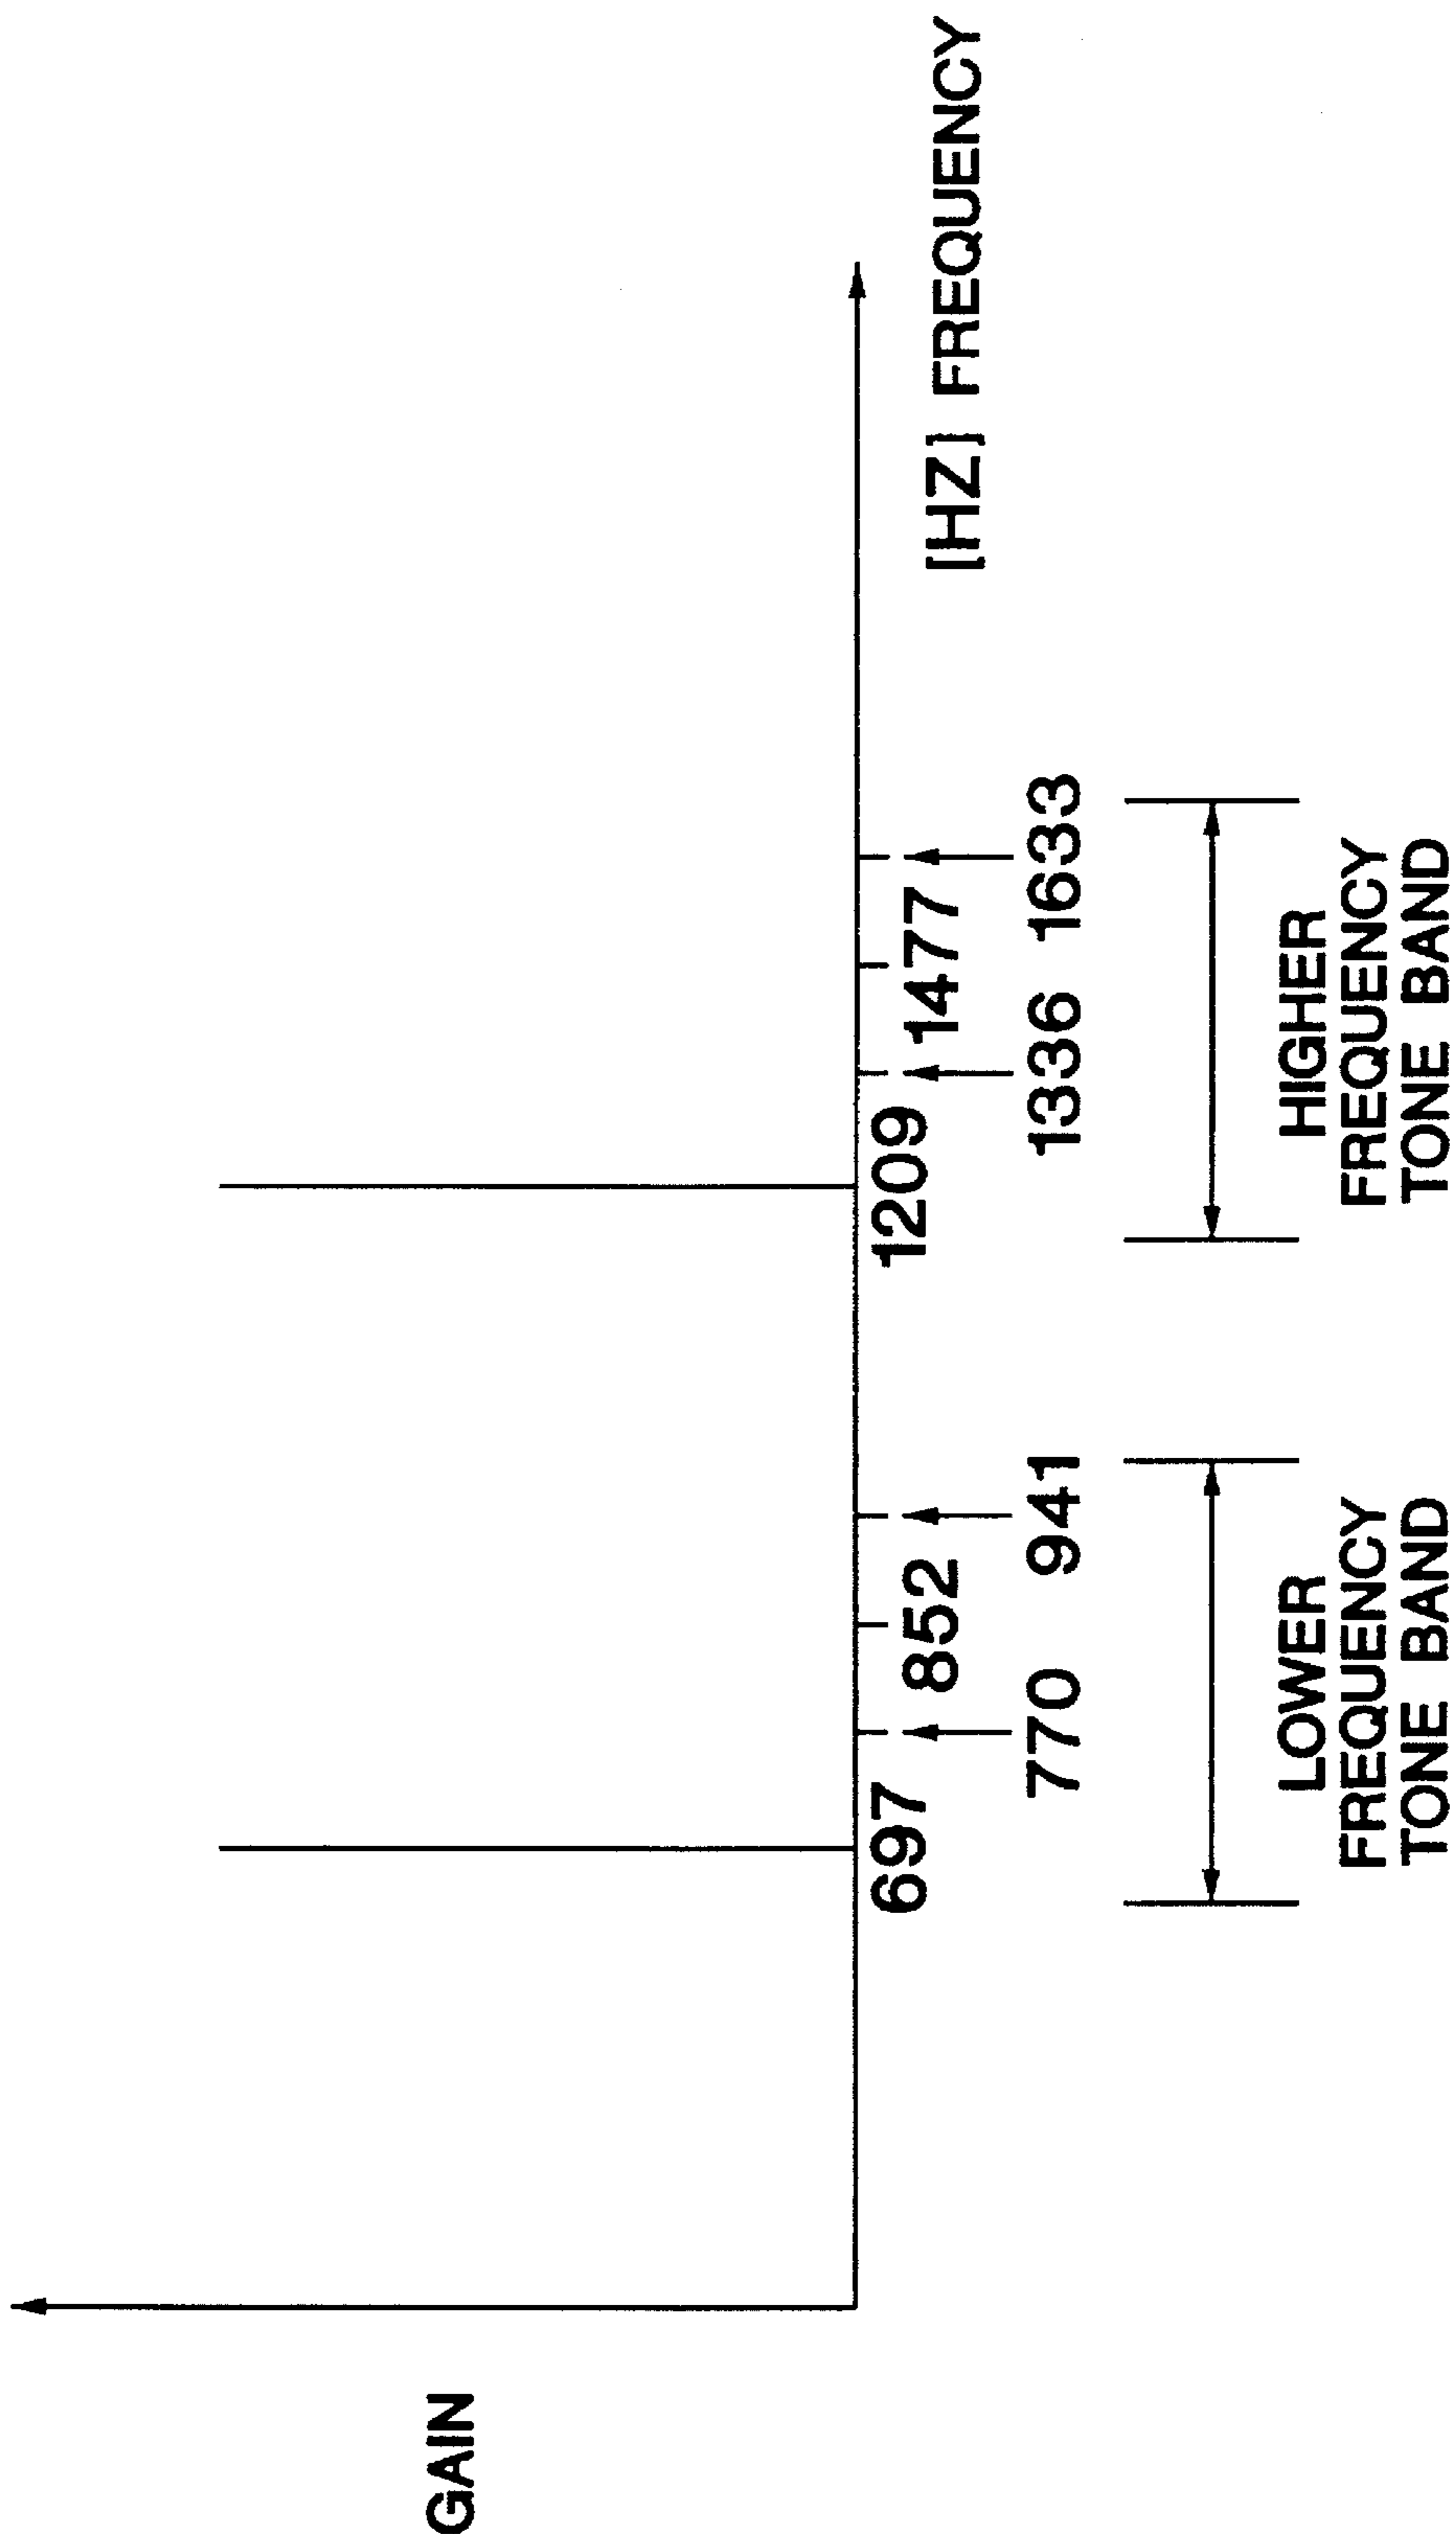 GAIN
[HZ] FREQUENCY
697
1209
852
1477
770
941
1336
1633
LOWER
FREQUENCY
TONE BAND
HIGHER
FREQUENCY
TONE BAND